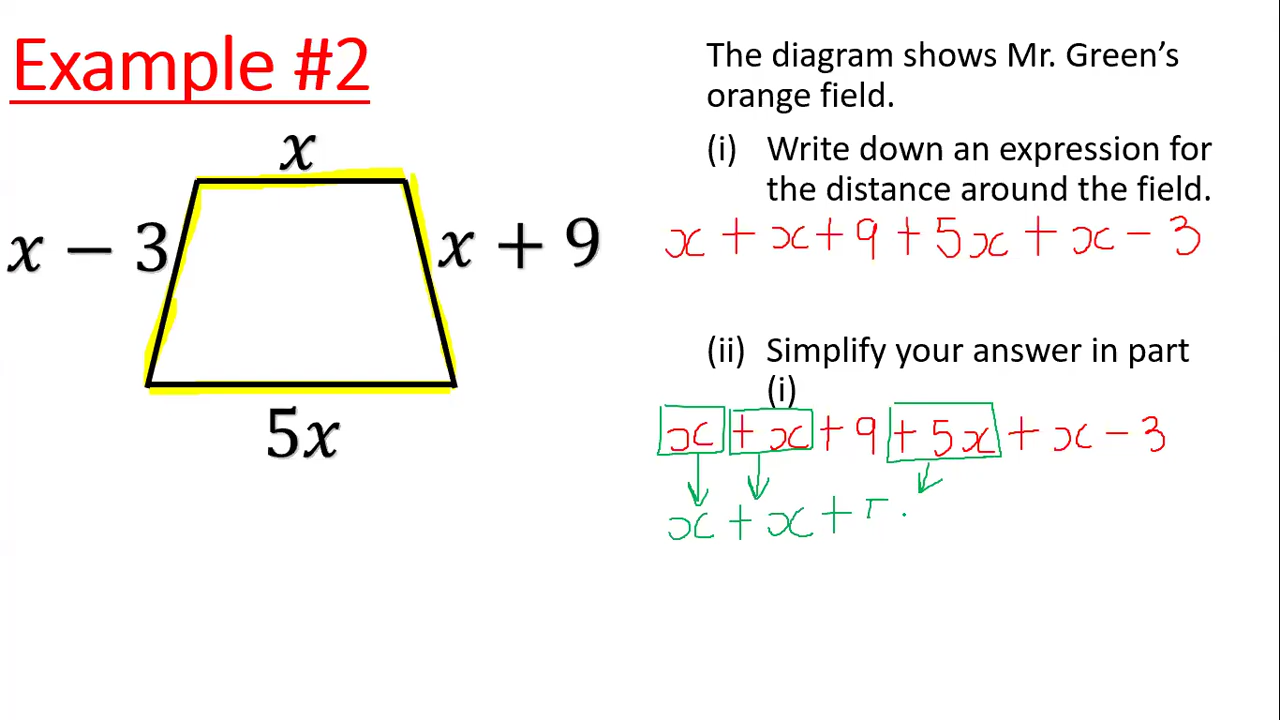 Example #2
x
x − 3
x + 9
5x
The diagram shows Mr. Green's
orange field.
(i) Write down an expression for
the distance around the field.
x + x + 9 + 5x + x − 3
(ii) Simplify your answer in part
(i)
x + x + 9 + 5x + x − 3
x + x +